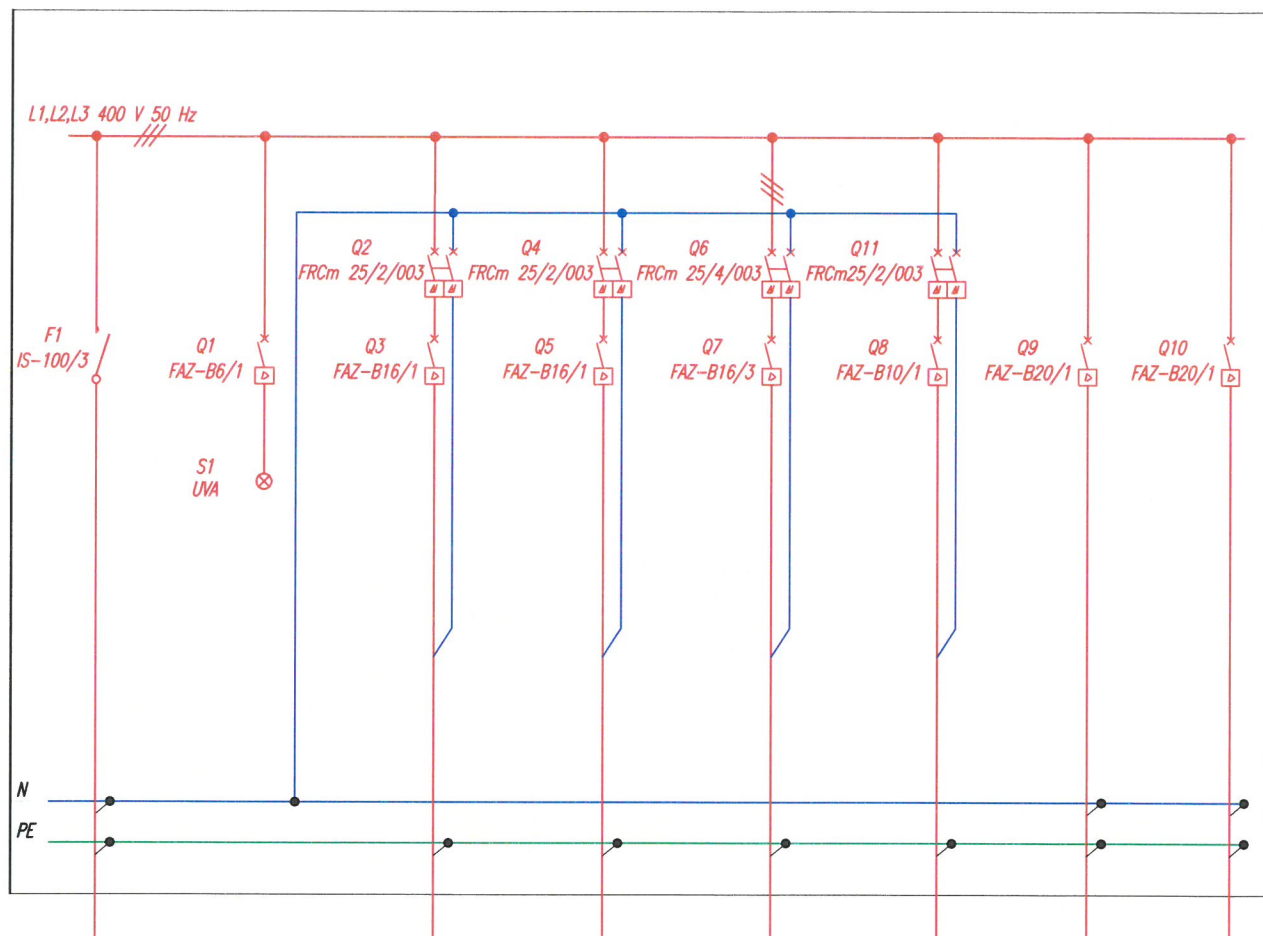 L1,L2,L3 400 V 50 Hz
Q2
FRCm 25/2/003
Q4
FRCm 25/2/003
Q6
FRCm 25/4/003
Q11
FRCm25/2/003
F1
IS-100/3
Q1
FAZ-B6/1
Q3
FAZ-B16/1
Q5
FAZ-B16/1
Q7
FAZ-B16/3
Q8
FAZ-B10/1
Q9
FAZ-B20/1
Q10
FAZ-B20/1
S1
UVA
N
PE